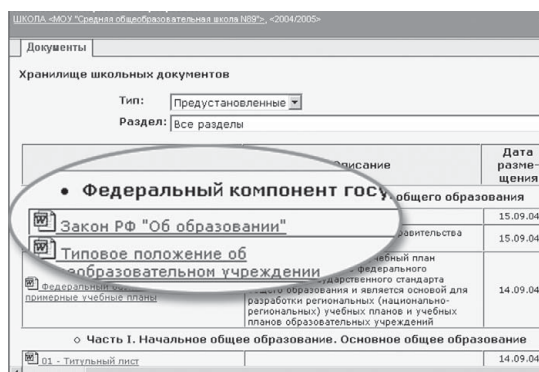 ШКОЛА <МОУ "Средняя общеобразовательная школа N89">, <2004/2005>
Документы
Хранилище школьных документов
Тип: Предустановленные
Раздел: Все разделы
Описание
Дата
разме-
щения
• Федеральный компонент госу
общего образования
Закон РФ "Об образовании"
15.09.04
Типовое положение об
еобразовательном учреждении
равительства
15.09.04
чебный план
федерального
ударственного стандарта
общего образования и является основой для
разработки региональных (национально-
региональных) учебных планов и учебных
планов образовательных учреждений
Федеральный
примерные учебные планы
14.09.04
○ Часть I. Начальное общее образование. Основное общее образование
01 - Титульный лист
14.09.04